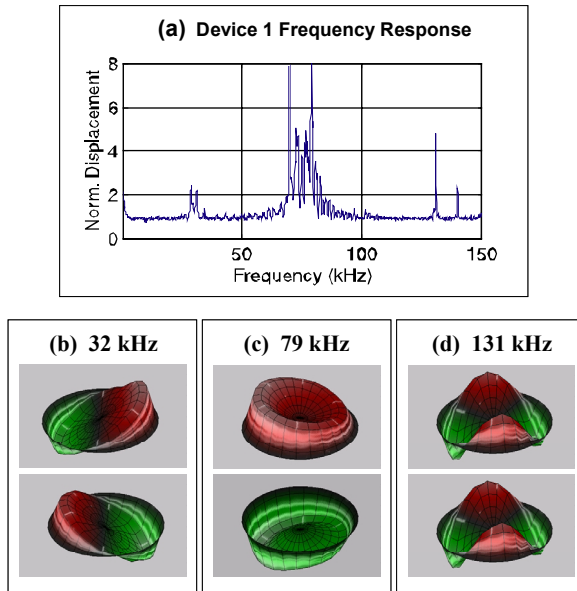 (a) Device 1 Frequency Response
8
6
4
2
0
Norm. Displacement
50 100 150
Frequency (kHz)
(b) 32 kHz
(c) 79 kHz
(d) 131 kHz